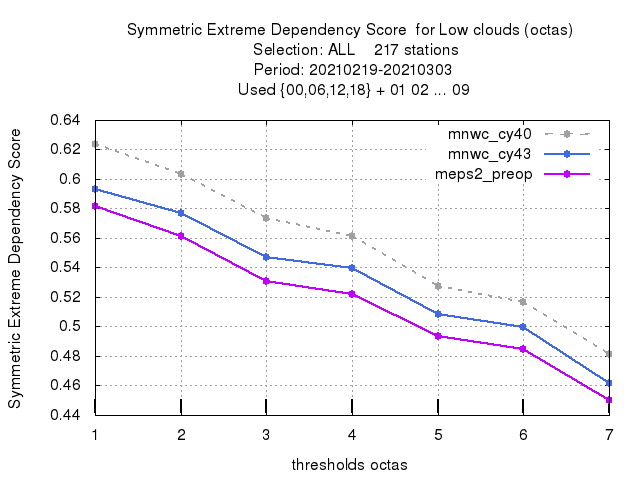 Symmetric Extreme Dependency Score  for Low clouds (octas)
Selection: ALL    217 stations
Period: 20210219-20210303
Used {00,06,12,18} + 01 02 ... 09
0.64
0.62
0.6
0.58
0.56
0.54
0.52
0.5
0.48
0.46
0.44
Symmetric Extreme Dependency Score
mnwc_cy40
mnwc_cy43
meps2_preop
1 2 3 4 5 6 7
thresholds octas